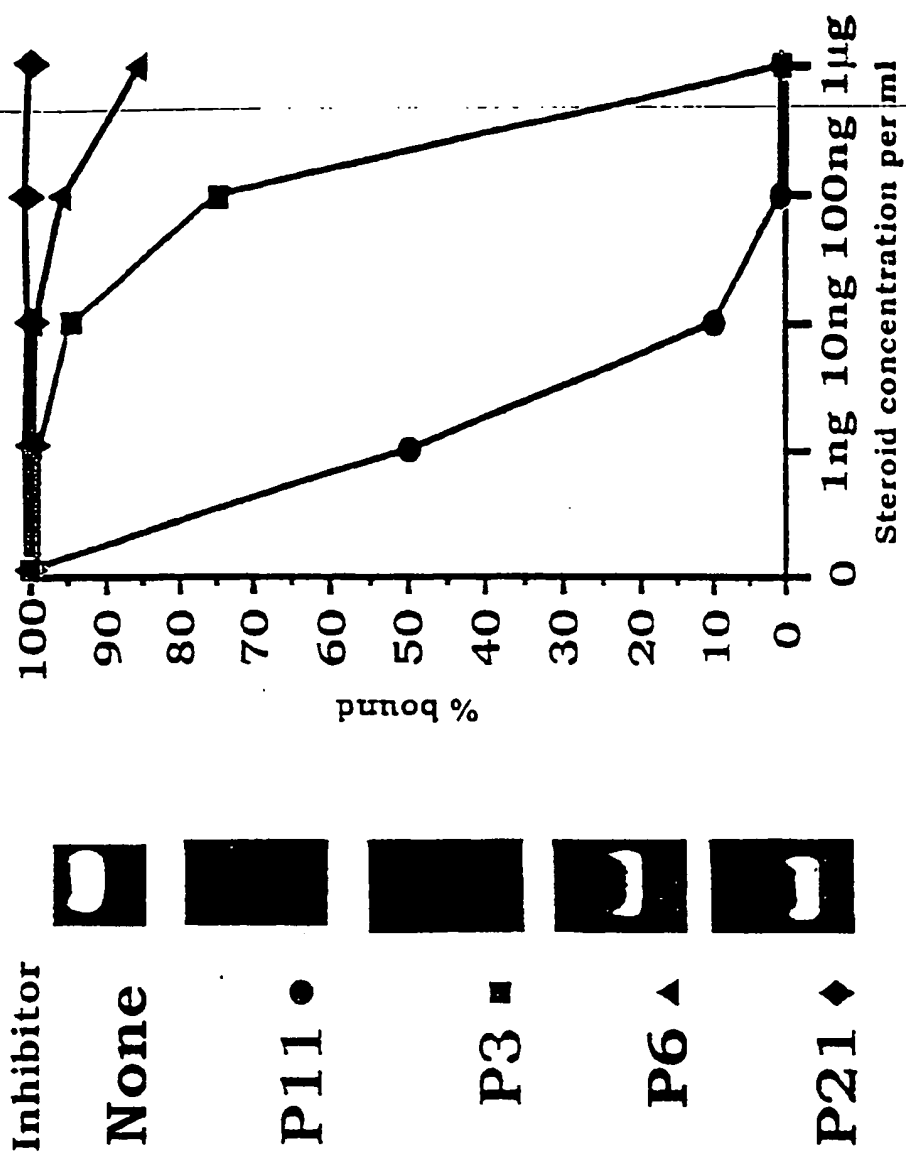 Inhibitor
None
P11
P3
P6
P21
% bound
100
90
80
70
60
50
40
30
20
10
0
0 1ng 10ng 100ng 1µg
Steroid concentration per ml